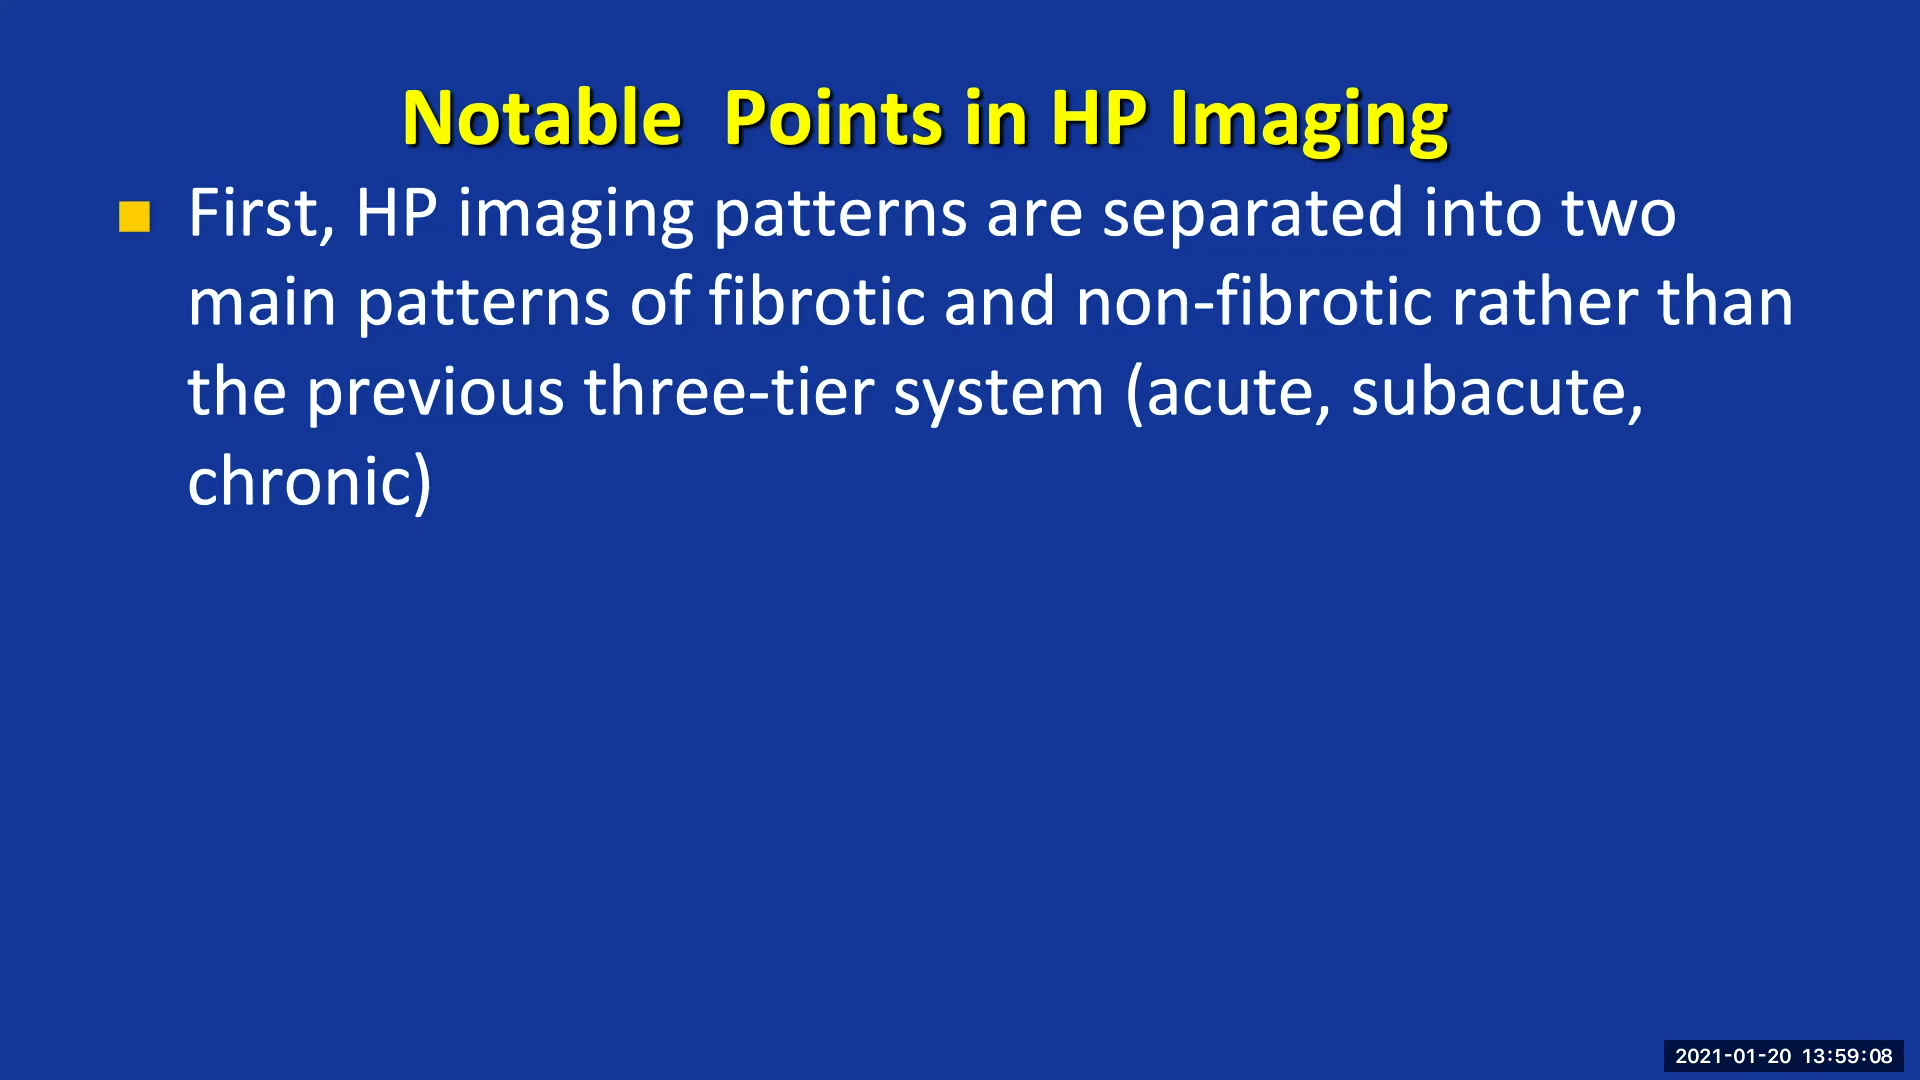 Notable  Points in HP Imaging
First, HP imaging patterns are separated into two
main patterns of fibrotic and non-fibrotic rather than
the previous three-tier system (acute, subacute,
chronic)
2021-01-20 13:59:08